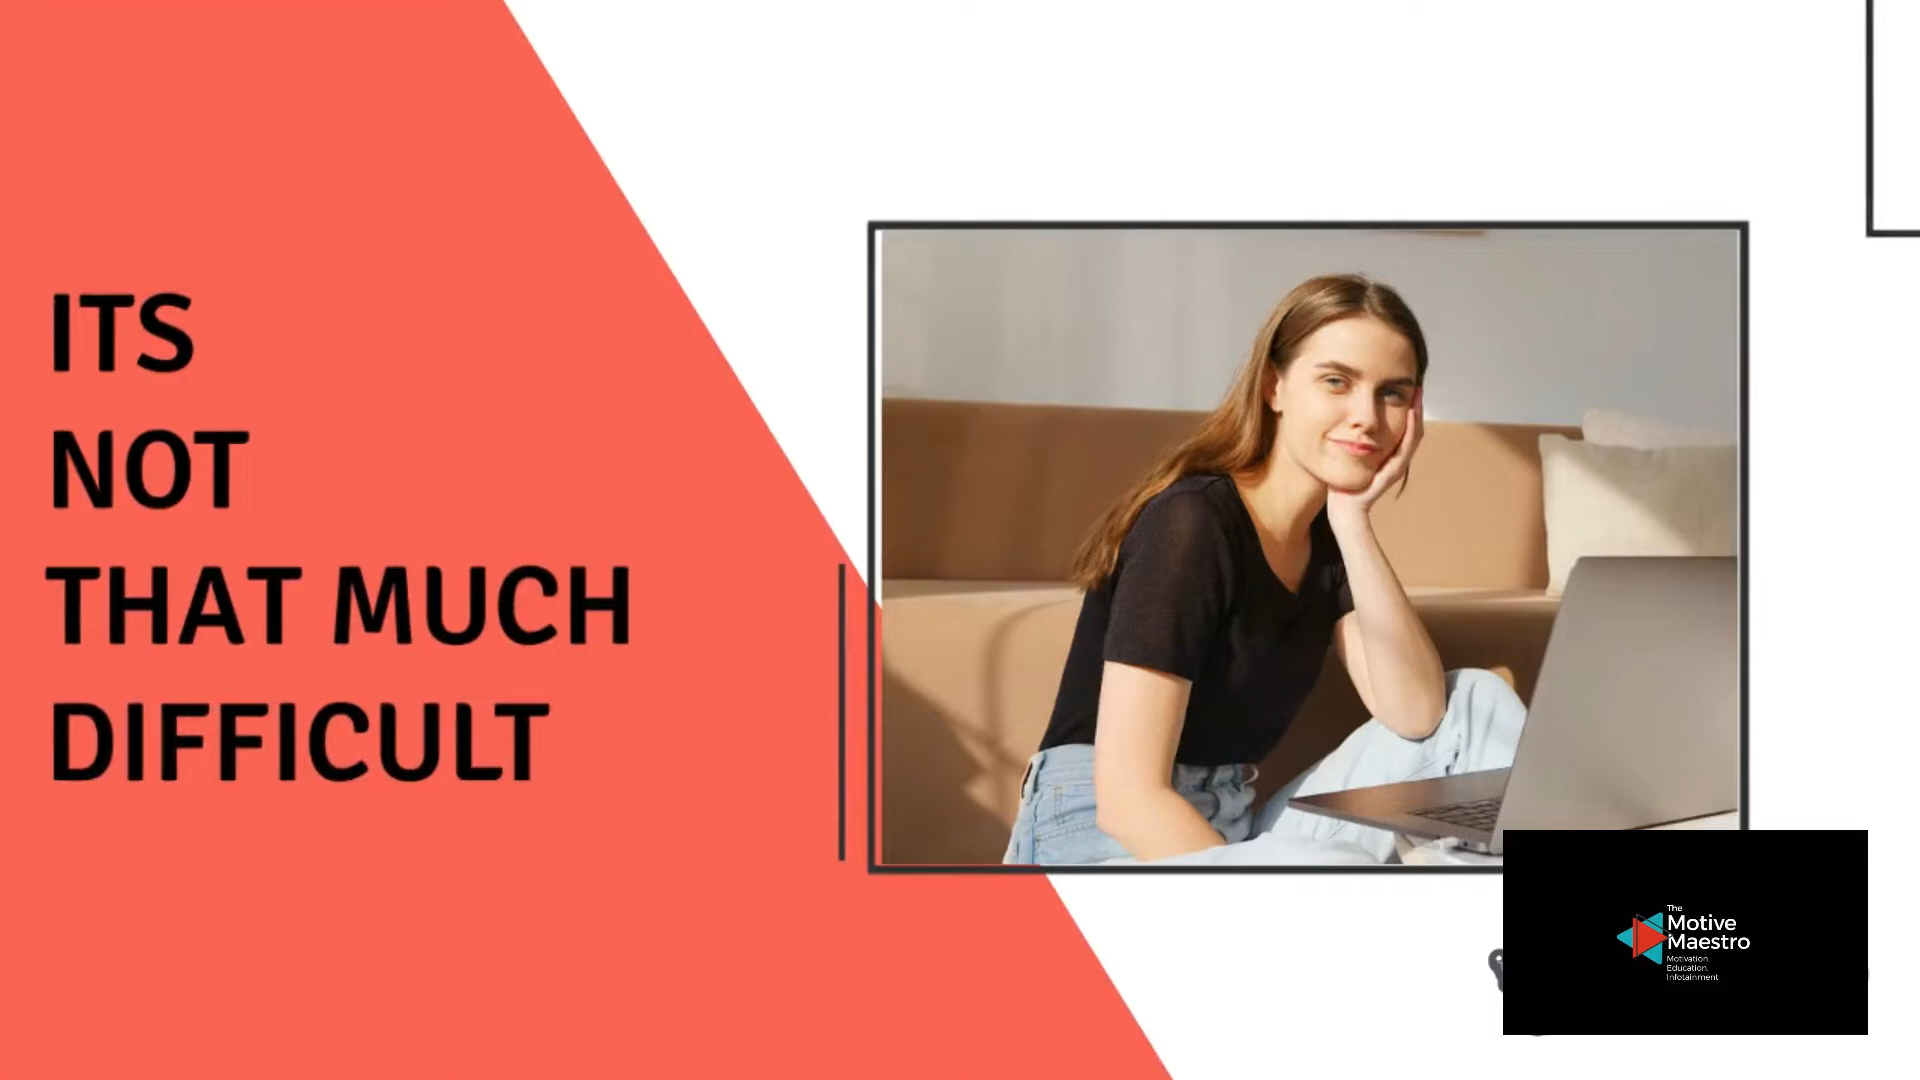 ITS
NOT
THAT MUCH
DIFFICULT
The
Motive
Maestro
Motivation.
Education.
Infotainment